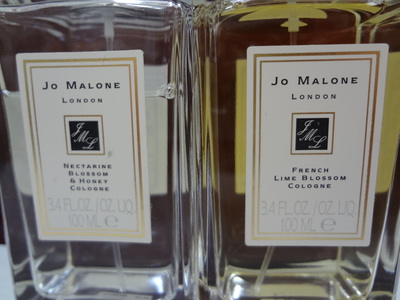 JO MALONE
LONDON
JML
NECTARINE
BLOSSOM
& HONEY
COLOGNE
3.4 FL.OZ./OZ. LIQ.
100 ML ℮
JO MALONE
LONDON
JML
FRENCH
LIME BLOSSOM
COLOGNE
3.4 FL.OZ./OZ. LIQ.
100 ML ℮